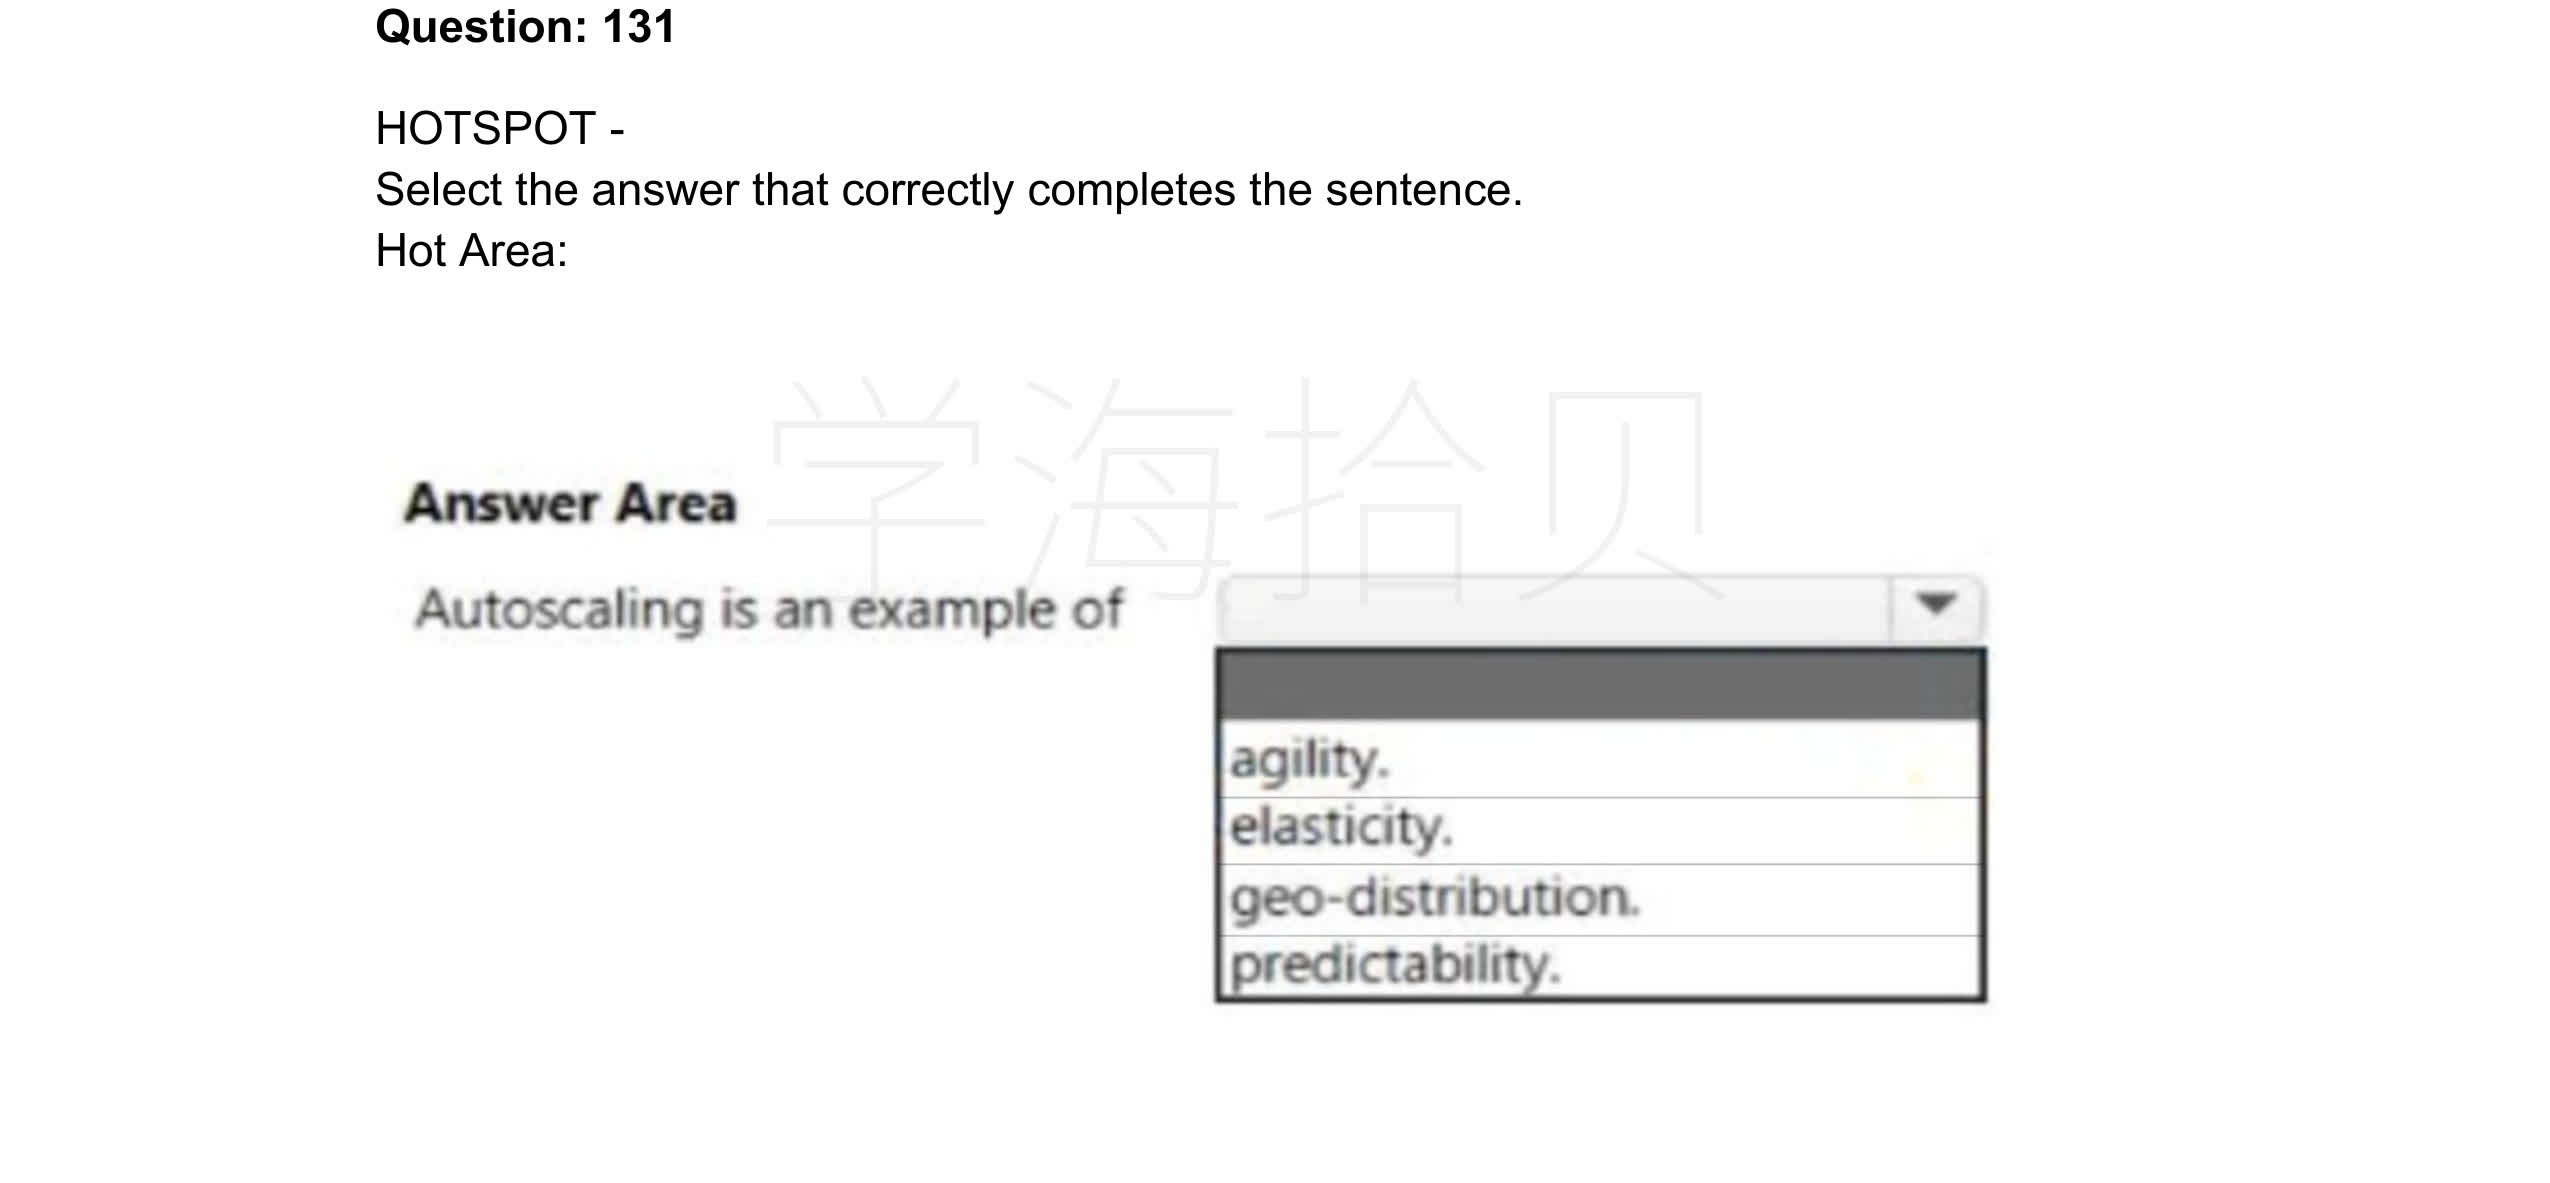 Question: 131
HOTSPOT -
Select the answer that correctly completes the sentence.
Hot Area:
学海拾贝
Answer Area
Autoscaling is an example of
agility.
elasticity.
geo-distribution.
predictability.